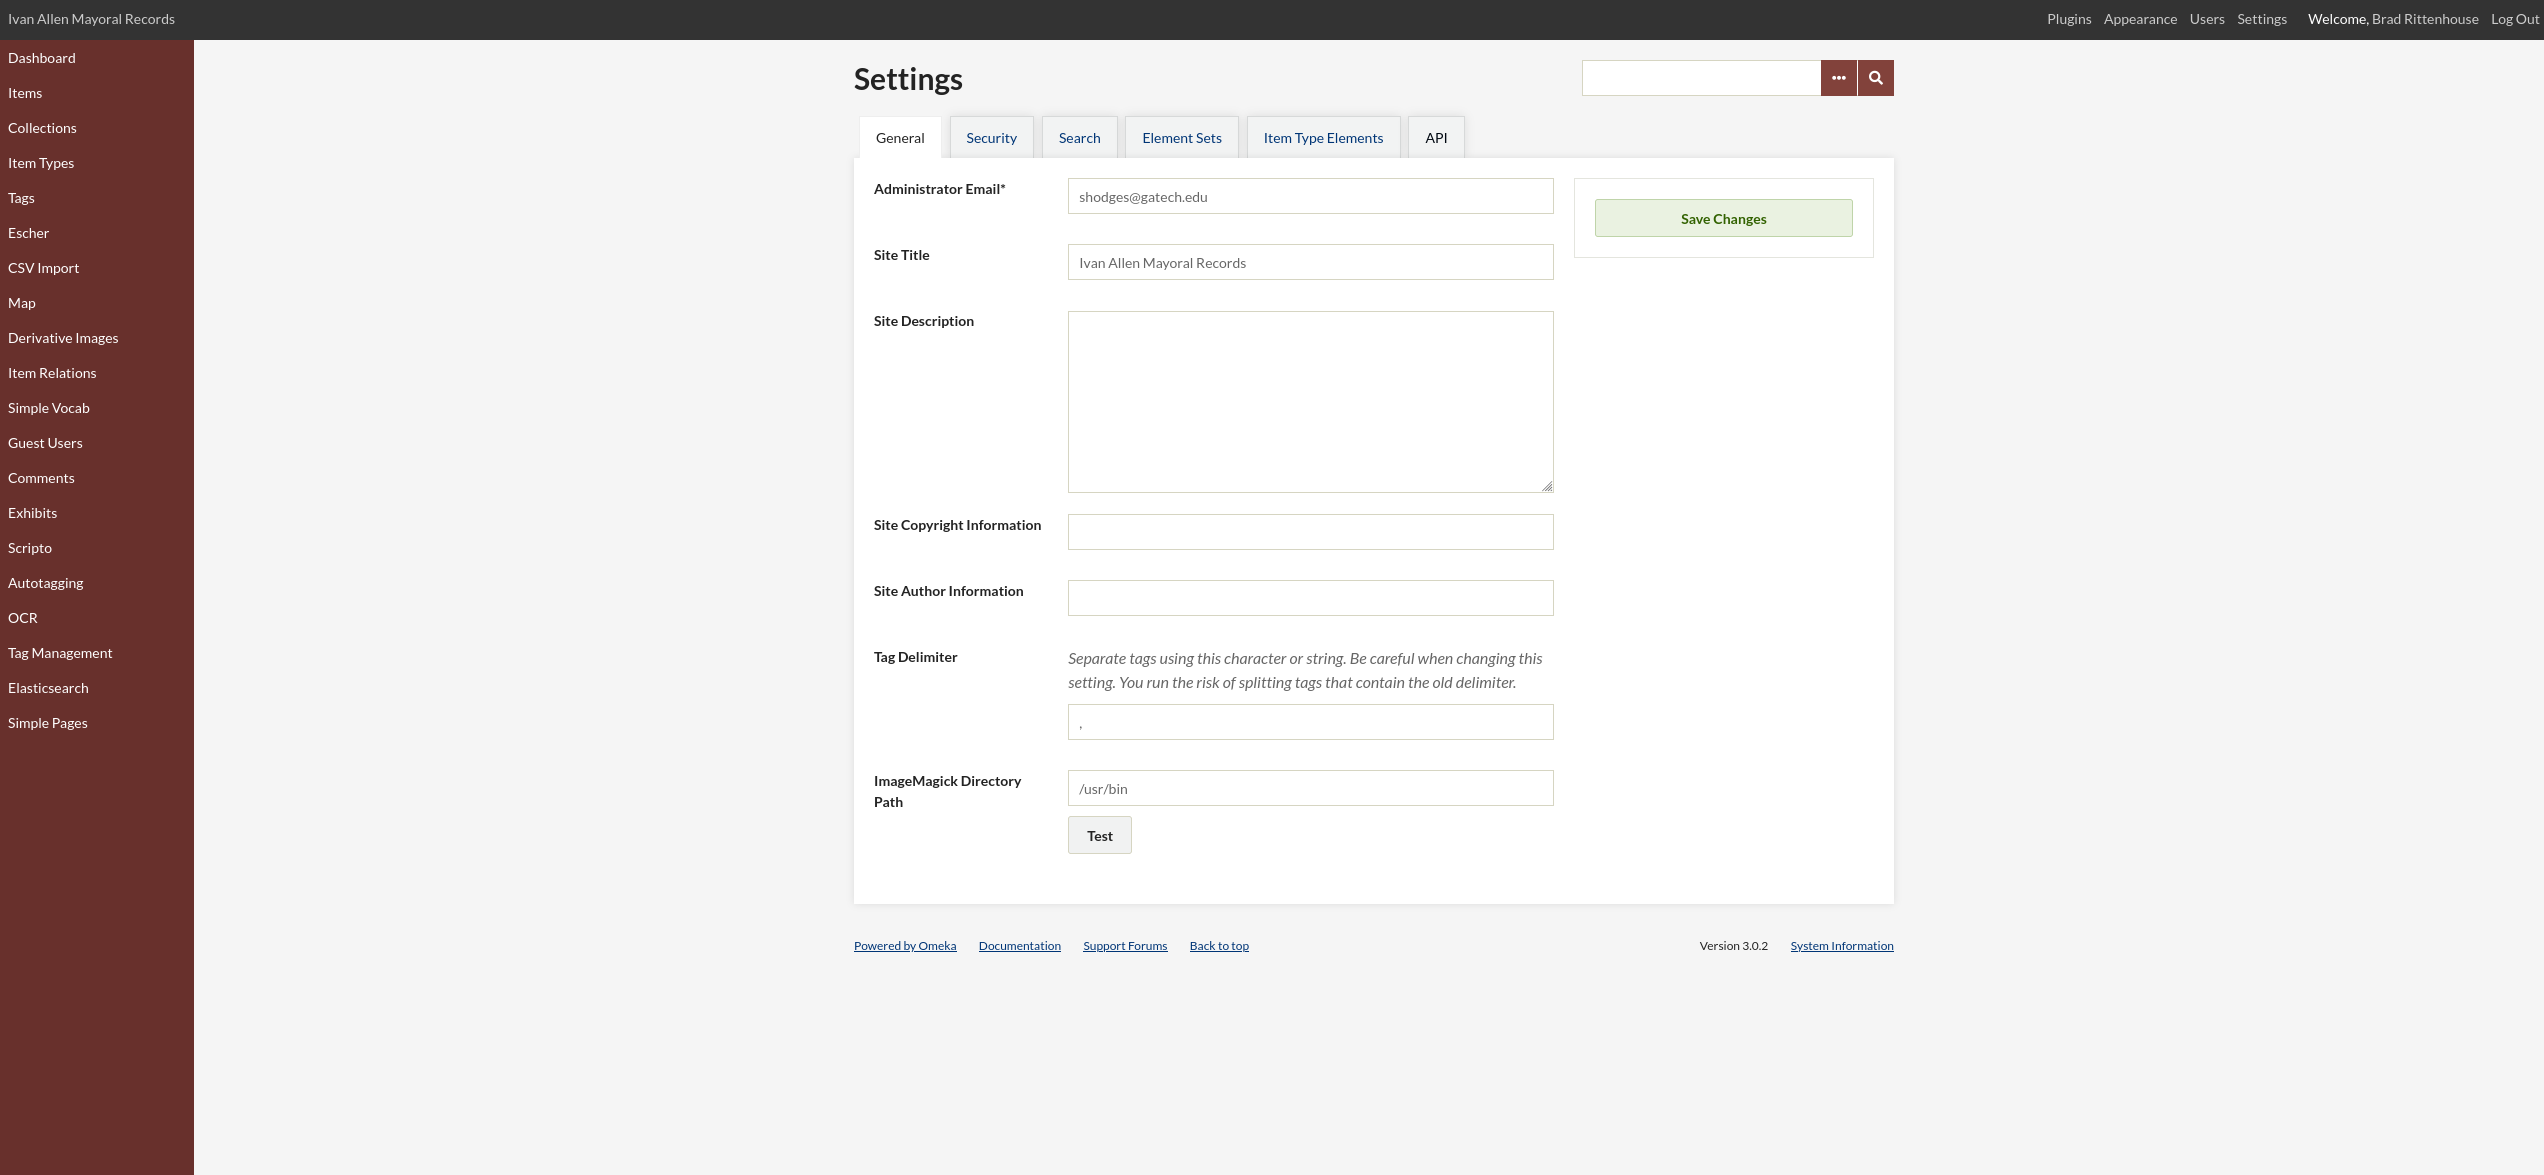 Ivan Allen Mayoral Records
Plugins Appearance Users Settings Welcome, Brad Rittenhouse Log Out
Dashboard
Items
Collections
Item Types
Tags
Escher
CSV Import
Map
Derivative Images
Item Relations
Simple Vocab
Guest Users
Comments
Exhibits
Scripto
Autotagging
OCR
Tag Management
Elasticsearch
Simple Pages
Settings
General Security Search Element Sets Item Type Elements API
Administrator Email*
shodges@gatech.edu
Save Changes
Site Title
Ivan Allen Mayoral Records
Site Description
Site Copyright Information
Site Author Information
Tag Delimiter
Separate tags using this character or string. Be careful when changing this
setting. You run the risk of splitting tags that contain the old delimiter.
,
ImageMagick Directory
Path
/usr/bin
Test
Powered by Omeka Documentation Support Forums Back to top
Version 3.0.2 System Information